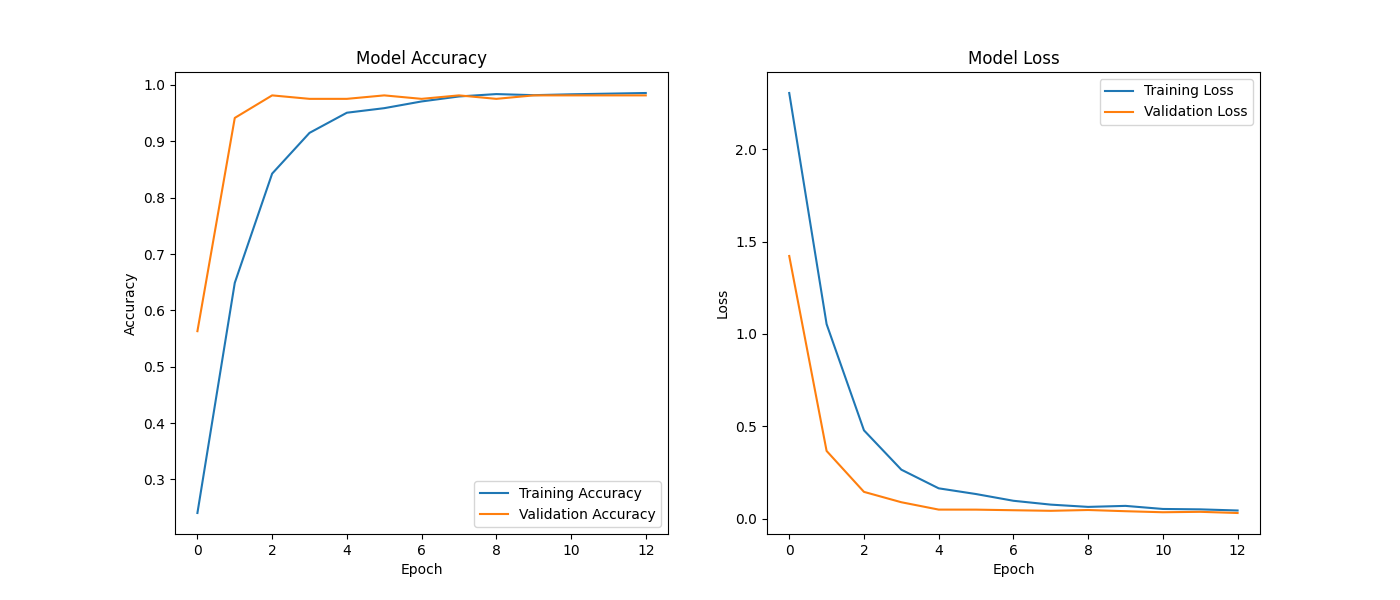 Model Accuracy
1.0
0.9
0.8
0.7
0.6
0.5
0.4
0.3
Accuracy
Training Accuracy
Validation Accuracy
0 2 4 6 8 10 12
Epoch
Model Loss
Training Loss
Validation Loss
2.0
1.5
1.0
0.5
0.0
Loss
0 2 4 6 8 10 12
Epoch